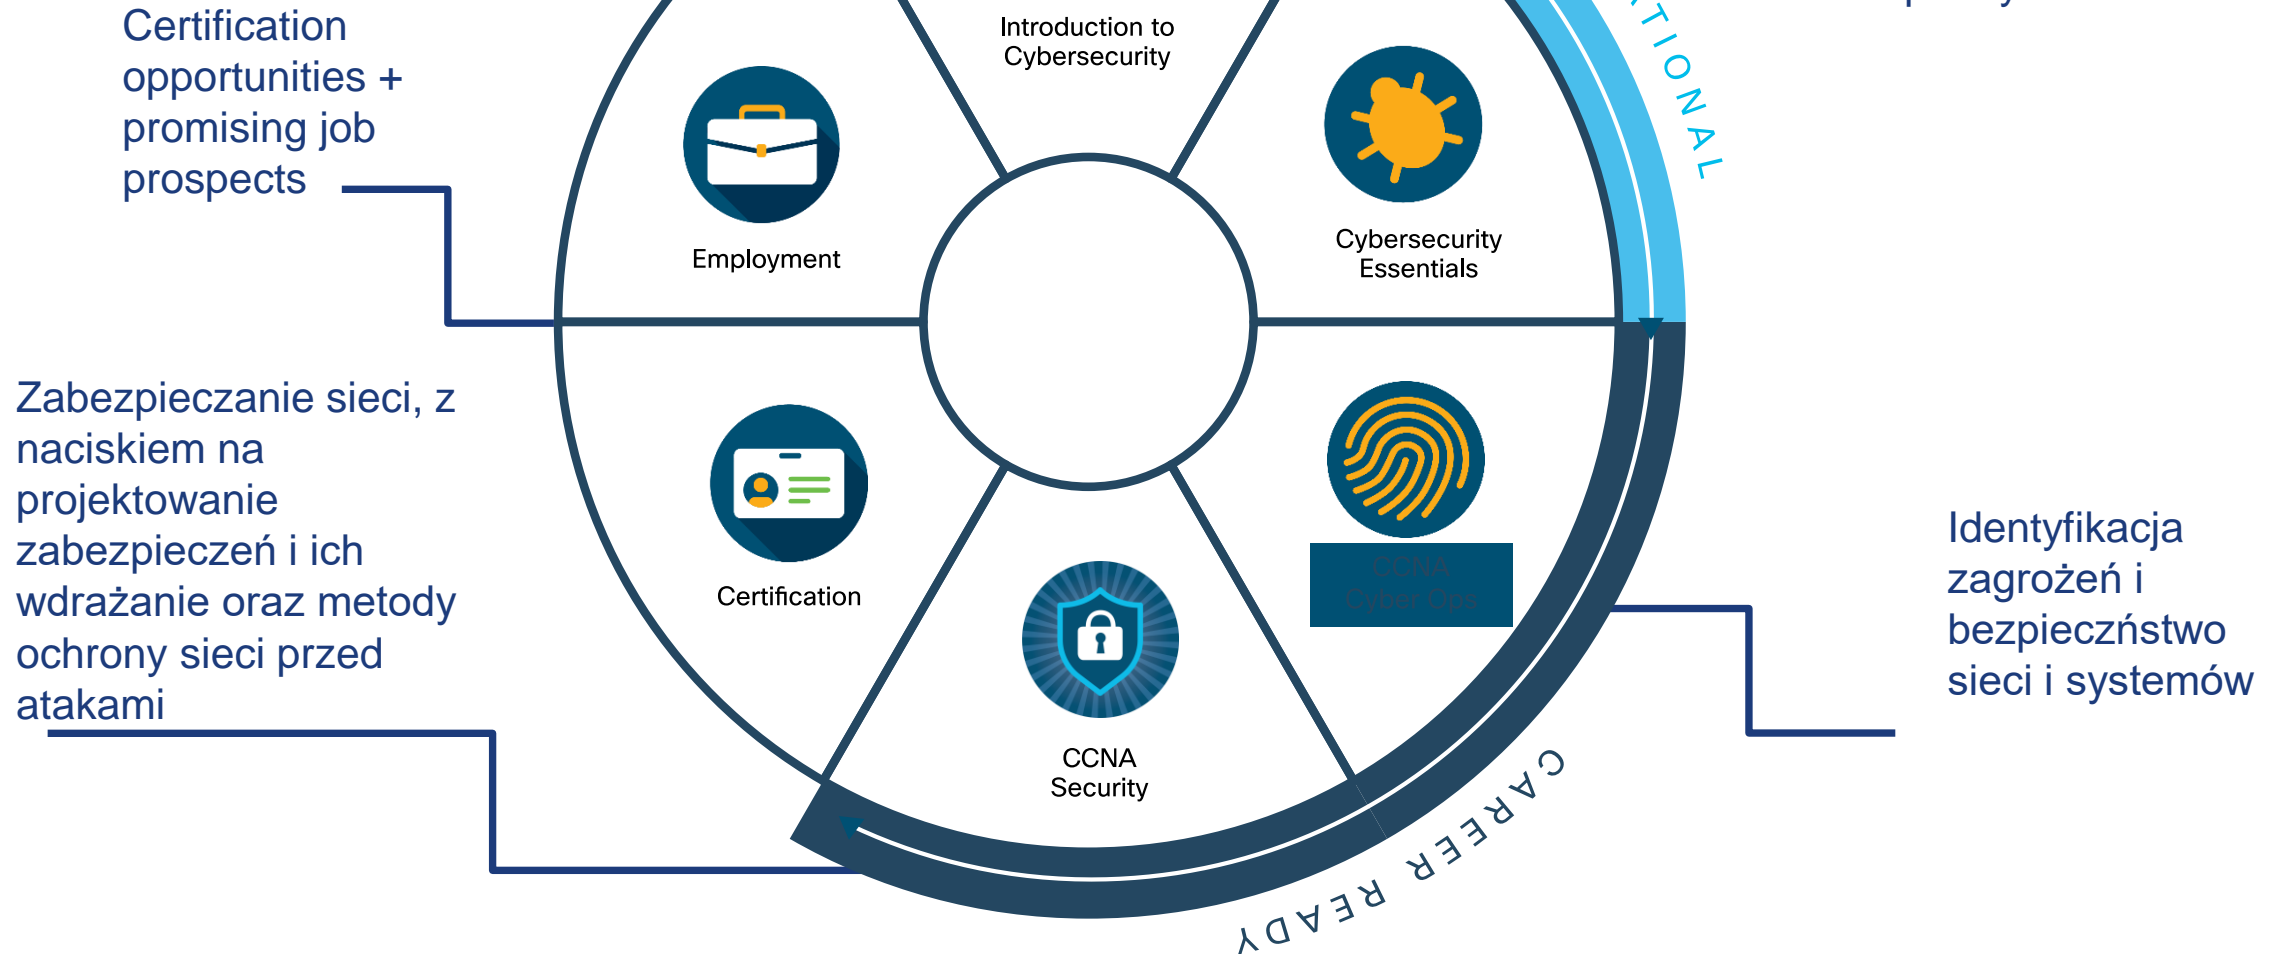 Certification
opportunities +
promising job
prospects
Introduction to
Cybersecurity
Employment
Cybersecurity
Essentials
Zabezpieczanie sieci, z
naciskiem na
projektowanie
zabezpieczeń i ich
wdrażanie oraz metody
ochrony sieci przed
atakami
Certification
CCNA
Security
CCNA
Cyber Ops
Identyfikacja
zagrożeń i
bezpieczństwo
sieci i systemów
CAREER READY